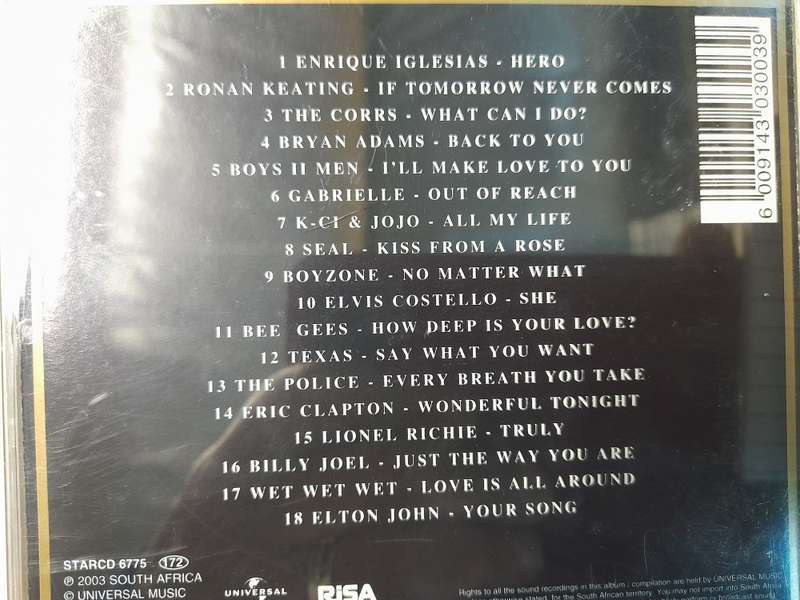 1 ENRIQUE IGLESIAS - HERO
2 RONAN KEATING - IF TOMORROW NEVER COMES
3 THE CORRS - WHAT CAN I DO?
4 BRYAN ADAMS - BACK TO YOU
5 BOYS II MEN - I'LL MAKE LOVE TO YOU
6 GABRIELLE - OUT OF REACH
7 K-CI & JOJO - ALL MY LIFE
8 SEAL - KISS FROM A ROSE
9 BOYZONE - NO MATTER WHAT
10 ELVIS COSTELLO - SHE
11 BEE GEES - HOW DEEP IS YOUR LOVE?
12 TEXAS - SAY WHAT YOU WANT
13 THE POLICE - EVERY BREATH YOU TAKE
14 ERIC CLAPTON - WONDERFUL TONIGHT
15 LIONEL RICHIE - TRULY
16 BILLY JOEL - JUST THE WAY YOU ARE
17 WET WET WET - LOVE IS ALL AROUND
18 ELTON JOHN - YOUR SONG
6 009143 030039
STARCD 6775 172
℗ 2003 SOUTH AFRICA
© UNIVERSAL MUSIC
UNIVERSAL
RISA
Rights to all the sound recordings in this album / compilation are held by UNIVERSAL MUSIC
otherwise stated, for the South African territory. You may not import into South Africa